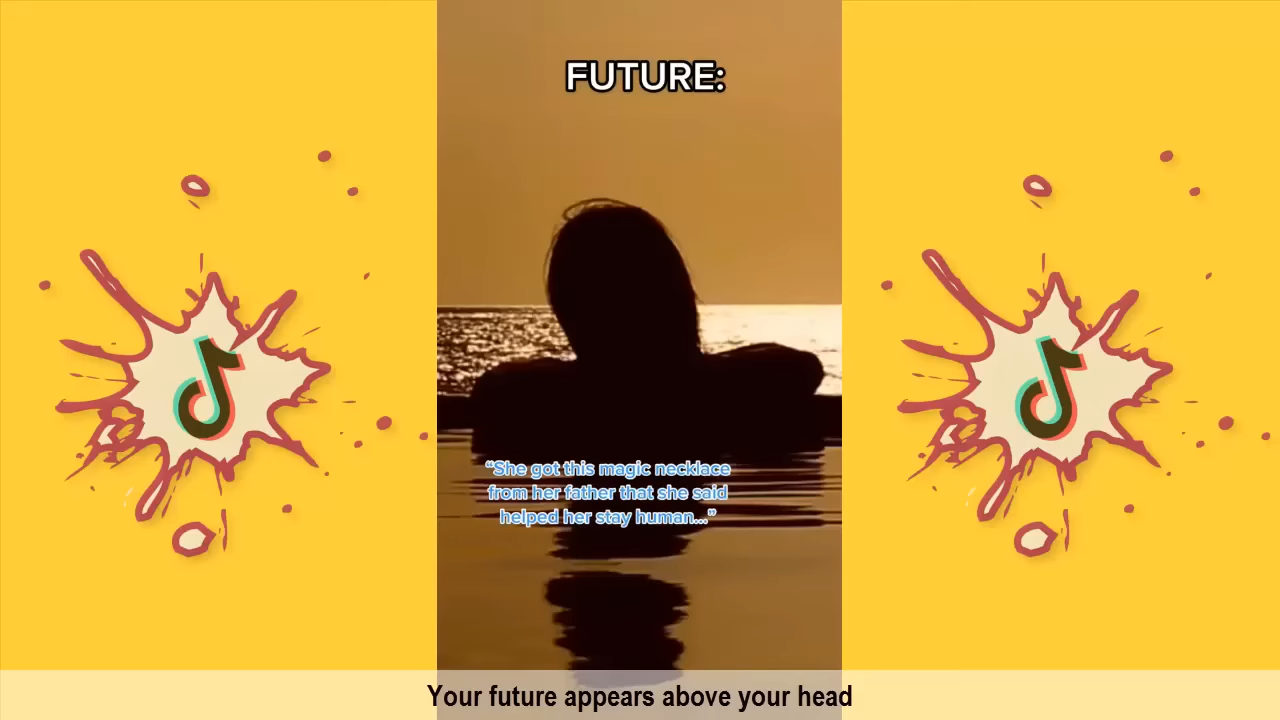 FUTURE:
“She got this magic necklace
from her father that she said
helped her stay human...”
Your future appears above your head